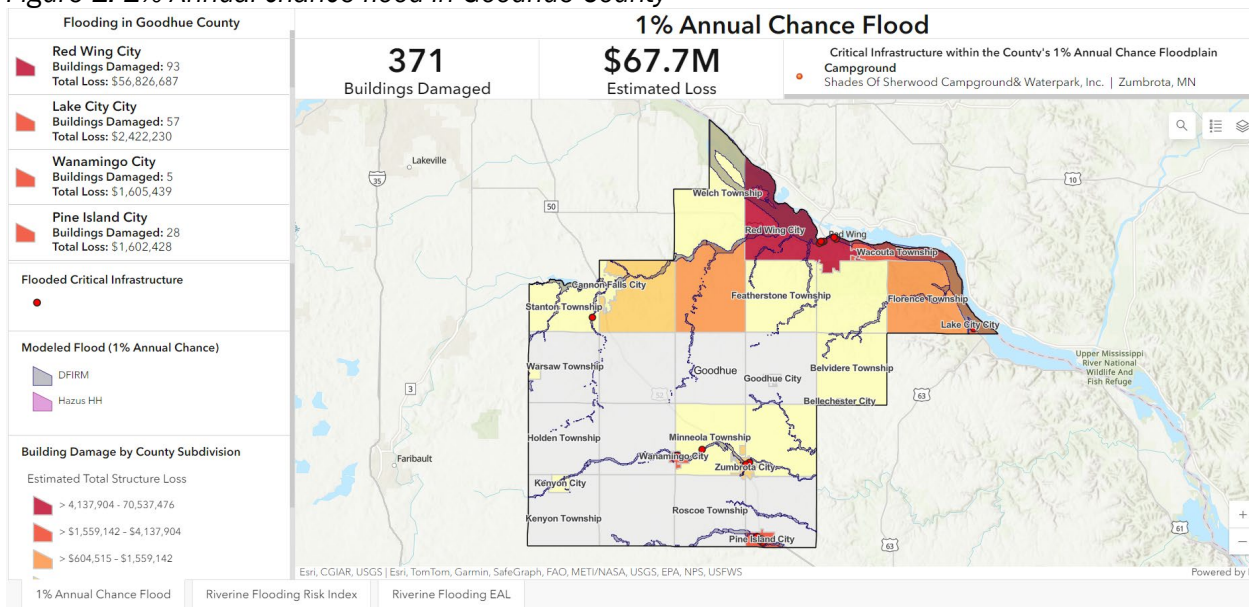 Flooding in Goodhue County
Red Wing City
Buildings Damaged: 93
Total Loss: $56,826,687
Lake City City
Buildings Damaged: 57
Total Loss: $2,422,230
Wanamingo City
Buildings Damaged: 5
Total Loss: $1,605,439
Pine Island City
Buildings Damaged: 28
Total Loss: $1,602,428
Flooded Critical Infrastructure
Modeled Flood (1% Annual Chance)
DFIRM
Hazus HH
Building Damage by County Subdivision
Estimated Total Structure Loss
> 4,137,904 - 70,537,476
> $1,559,142 - $4,137,904
> $604,515 - $1,559,142
1% Annual Chance Flood
371
Buildings Damaged
$67.7M
Estimated Loss
Critical Infrastructure within the County's 1% Annual Chance Floodplain
Campground
Shades Of Sherwood Campground& Waterpark, Inc. | Zumbrota, MN
Lakeville
35
10
50
Welch Township
Red Wing City
Red Wing
Wacouta Township
Cannon Falls City
Stanton Township
Featherstone Township
Florence Township
Lake City City
Upper Mississippi
River National
Wildlife And
Fish Refuge
Warsaw Township
Goodhue
Goodhue City
Belvidere Township
3
52
63
Bellechester City
Holden Township
Minneola Township
Wanamingo City
Zumbrota City
Faribault
Kenyon City
Kenyon Township
Roscoe Township
Pine Island City
63
61
+
−
Esri, CGIAR, USGS | Esri, TomTom, Garmin, SafeGraph, FAO, METI/NASA, USGS, EPA, NPS, USFWS
Powered by
1% Annual Chance Flood
Riverine Flooding Risk Index
Riverine Flooding EAL